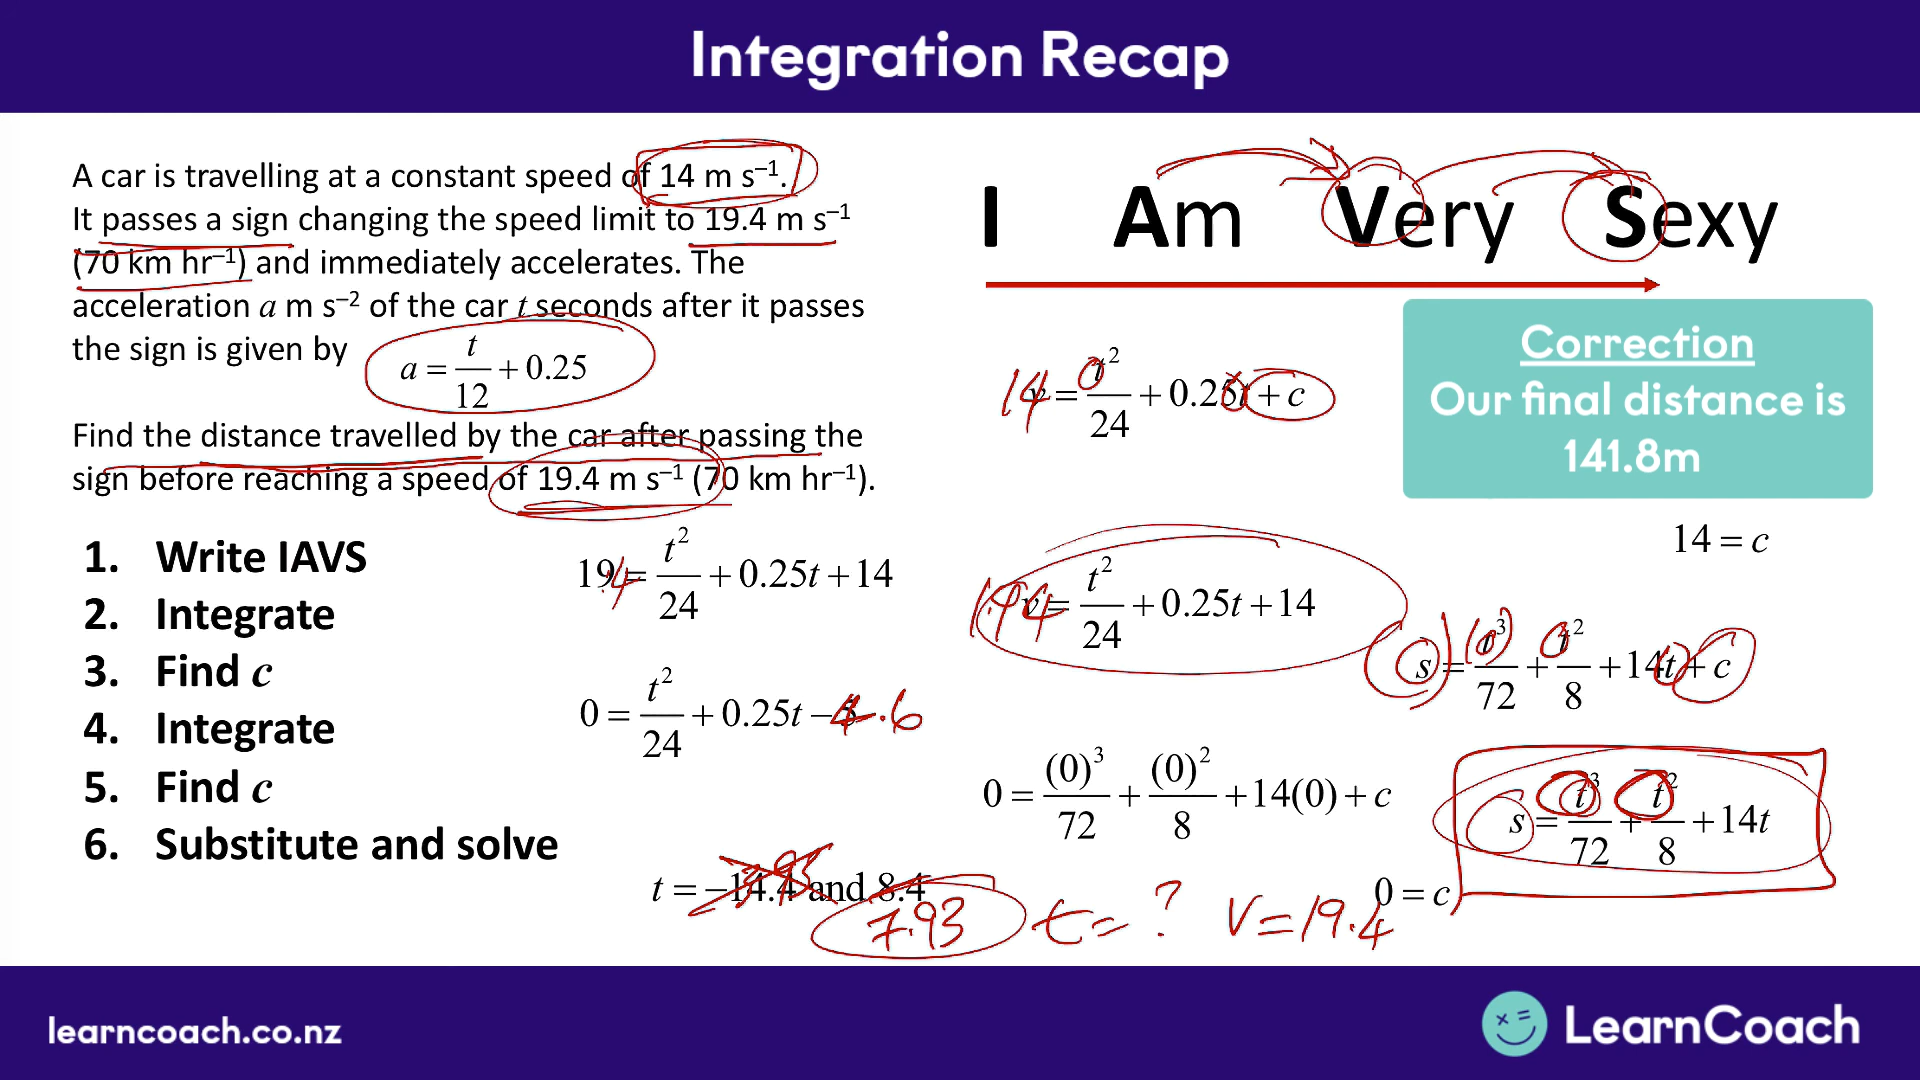 Integration Recap
A car is travelling at a constant speed of 14 m s⁻¹.
It passes a sign changing the speed limit to 19.4 m s⁻¹
(70 km hr⁻¹) and immediately accelerates. The
acceleration a m s⁻² of the car t seconds after it passes
the sign is given by
a = t/12 + 0.25
Find the distance travelled by the car after passing the
sign before reaching a speed of 19.4 m s⁻¹ (70 km hr⁻¹).
1. Write IAVS
2. Integrate
3. Find c
4. Integrate
5. Find c
6. Substitute and solve
19.4 = t²/24 + 0.25t + 14
0 = t²/24 + 0.25t −
4.6
t = −14.4 and 8.4
7.93
t = ?
V = 19.4
I Am Very Sexy
14
v = t²/24 + 0.25t + c
0
Correction
Our final distance is
141.8m
14 = c
v = t²/24 + 0.25t + 14
s = t³/72 + t²/8 + 14t + c
0 = (0)³/72 + (0)²/8 + 14(0) + c
s = t³/72 + t²/8 + 14t
0 = c
learncoach.co.nz
LearnCoach